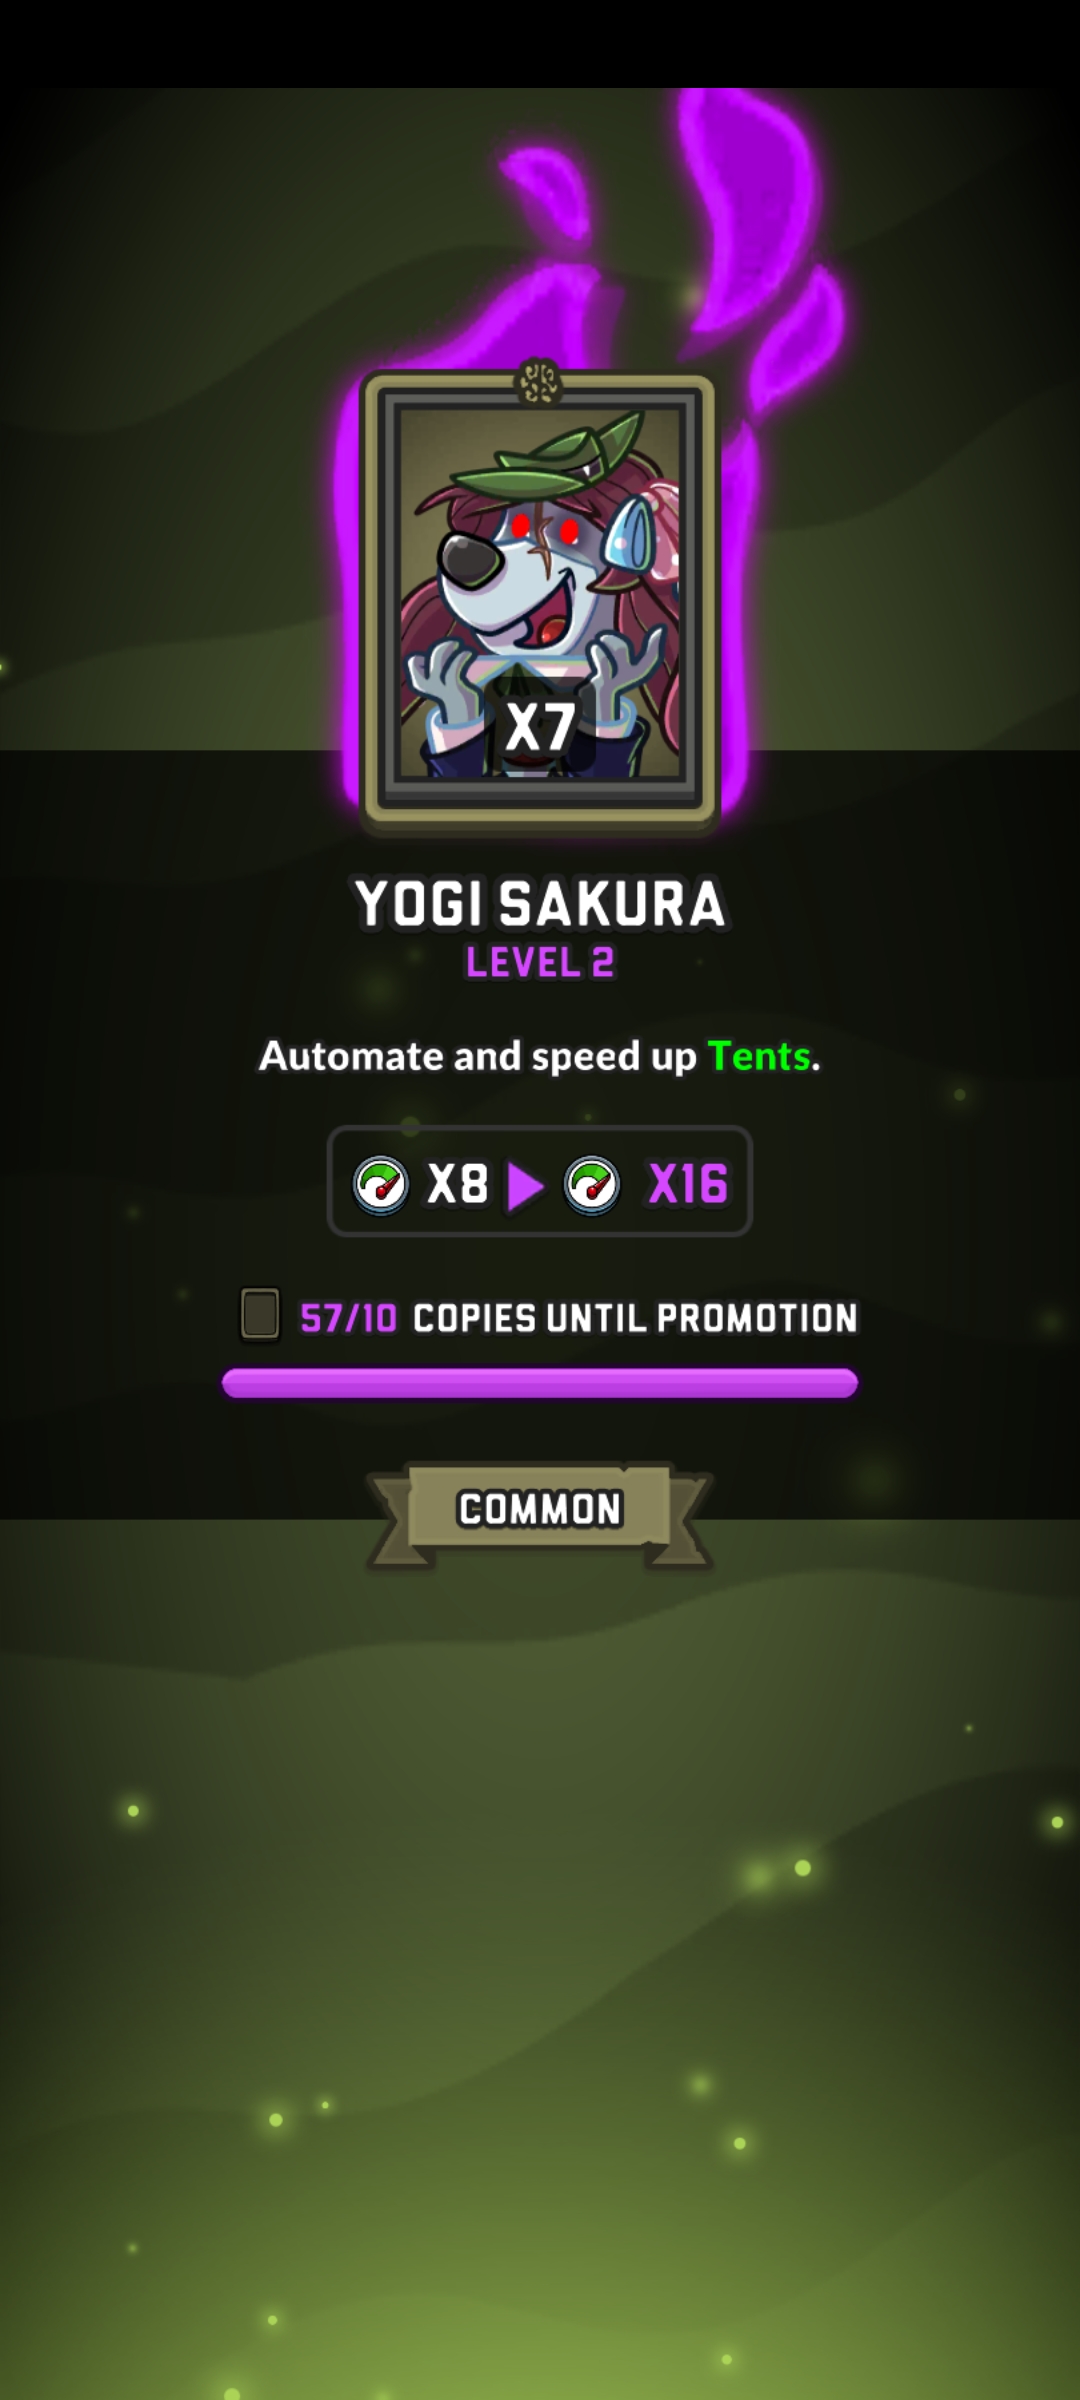 X7
YOGI SAKURA
LEVEL 2
Automate and speed up Tents.
X8 X16
57/10 COPIES UNTIL PROMOTION
COMMON